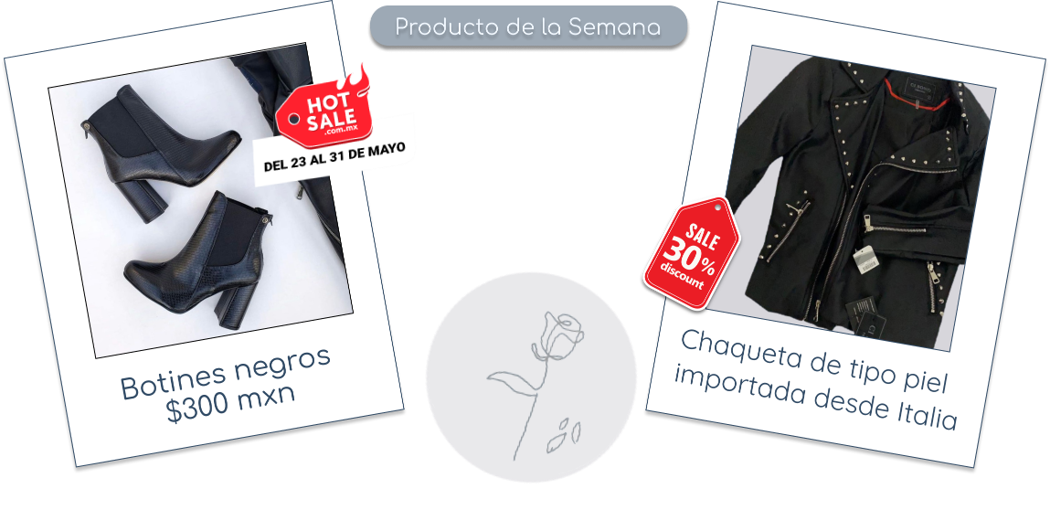 Producto de la Semana
HOT
SALE
.com.mx
DEL 23 AL 31 DE MAYO
Botines negros
$300 mxn
SALE
30%
discount
Chaqueta de tipo piel
importada desde Italia